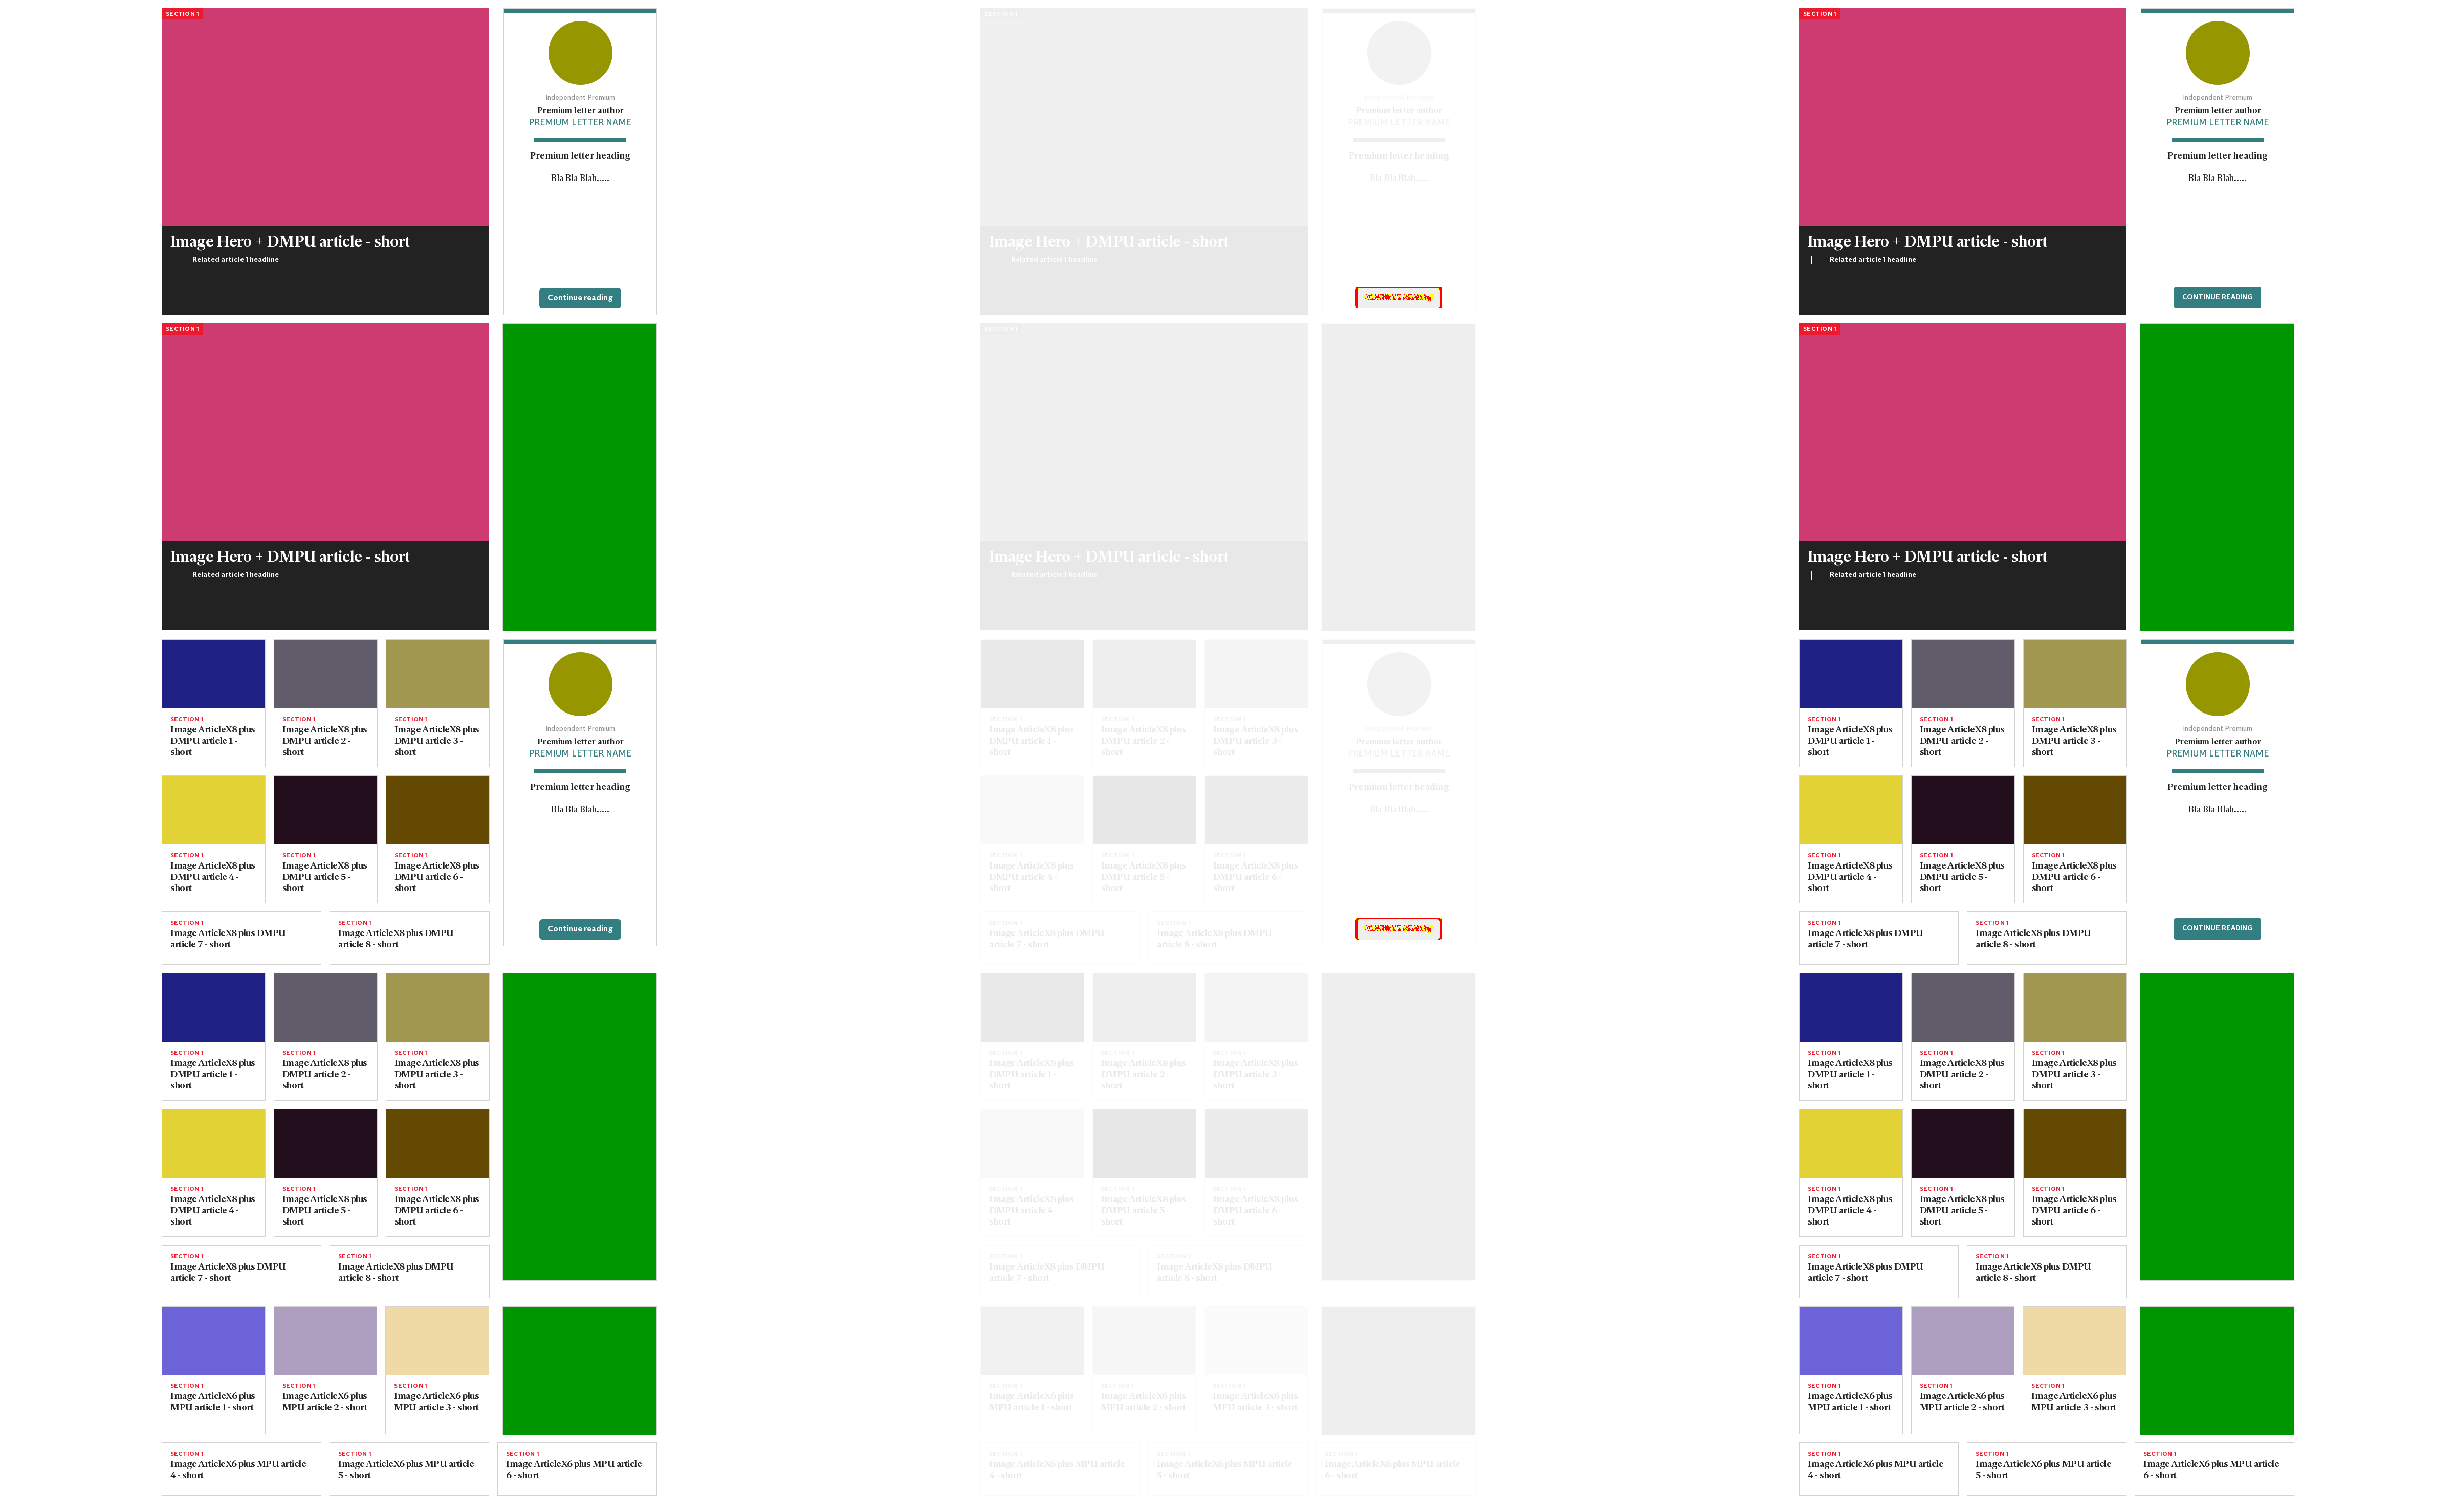 SECTION 1
Image Hero + DMPU article - short
Related article 1 headline
Independent Premium
Premium letter author
PREMIUM LETTER NAME
Premium letter heading
Bla Bla Blah.....
Continue reading
SECTION 1
Image Hero + DMPU article - short
Related article 1 headline
SECTION 1
Image ArticleX8 plus
DMPU article 1 -
short
SECTION 1
Image ArticleX8 plus
DMPU article 2 -
short
SECTION 1
Image ArticleX8 plus
DMPU article 3 -
short
Independent Premium
Premium letter author
PREMIUM LETTER NAME
Premium letter heading
Bla Bla Blah.....
Continue reading
SECTION 1
Image ArticleX8 plus
DMPU article 4 -
short
SECTION 1
Image ArticleX8 plus
DMPU article 5 -
short
SECTION 1
Image ArticleX8 plus
DMPU article 6 -
short
SECTION 1
Image ArticleX8 plus DMPU
article 7 - short
SECTION 1
Image ArticleX8 plus DMPU
article 8 - short
SECTION 1
Image ArticleX8 plus
DMPU article 1 -
short
SECTION 1
Image ArticleX8 plus
DMPU article 2 -
short
SECTION 1
Image ArticleX8 plus
DMPU article 3 -
short
SECTION 1
Image ArticleX8 plus
DMPU article 4 -
short
SECTION 1
Image ArticleX8 plus
DMPU article 5 -
short
SECTION 1
Image ArticleX8 plus
DMPU article 6 -
short
SECTION 1
Image ArticleX8 plus DMPU
article 7 - short
SECTION 1
Image ArticleX8 plus DMPU
article 8 - short
SECTION 1
Image ArticleX6 plus
MPU article 1 - short
SECTION 1
Image ArticleX6 plus
MPU article 2 - short
SECTION 1
Image ArticleX6 plus
MPU article 3 - short
SECTION 1
Image ArticleX6 plus MPU article
4 - short
SECTION 1
Image ArticleX6 plus MPU article
5 - short
SECTION 1
Image ArticleX6 plus MPU article
6 - short
SECTION 1
Image Hero + DMPU article - short
Related article 1 headline
Premium letter author
PREMIUM LETTER NAME
Premium letter heading
Bla Bla Blah.....
SECTION 1
Image Hero + DMPU article - short
Related article 1 headline
SECTION 1
Image ArticleX8 plus
DMPU article 1 -
short
SECTION 1
Image ArticleX8 plus
DMPU article 2 -
short
SECTION 1
Image ArticleX8 plus
DMPU article 3 -
short
Premium letter author
PREMIUM LETTER NAME
Premium letter heading
Bla Bla Blah.....
SECTION 1
Image ArticleX8 plus
DMPU article 4 -
short
SECTION 1
Image ArticleX8 plus
DMPU article 5 -
short
SECTION 1
Image ArticleX8 plus
DMPU article 6 -
short
SECTION 1
Image ArticleX8 plus DMPU
article 7 - short
SECTION 1
Image ArticleX8 plus DMPU
article 8 - short
SECTION 1
Image ArticleX8 plus
DMPU article 1 -
short
SECTION 1
Image ArticleX8 plus
DMPU article 2 -
short
SECTION 1
Image ArticleX8 plus
DMPU article 3 -
short
SECTION 1
Image ArticleX8 plus
DMPU article 4 -
short
SECTION 1
Image ArticleX8 plus
DMPU article 5 -
short
SECTION 1
Image ArticleX8 plus
DMPU article 6 -
short
SECTION 1
Image ArticleX8 plus DMPU
article 7 - short
SECTION 1
Image ArticleX8 plus DMPU
article 8 - short
SECTION 1
Image ArticleX6 plus
MPU article 1 - short
SECTION 1
Image ArticleX6 plus
MPU article 2 - short
SECTION 1
Image ArticleX6 plus
MPU article 3 - short
SECTION 1
Image ArticleX6 plus MPU article
4 - short
SECTION 1
Image ArticleX6 plus MPU article
5 - short
SECTION 1
Image ArticleX6 plus MPU article
6 - short
SECTION 1
Image Hero + DMPU article - short
Related article 1 headline
Independent Premium
Premium letter author
PREMIUM LETTER NAME
Premium letter heading
Bla Bla Blah.....
CONTINUE READING
SECTION 1
Image Hero + DMPU article - short
Related article 1 headline
SECTION 1
Image ArticleX8 plus
DMPU article 1 -
short
SECTION 1
Image ArticleX8 plus
DMPU article 2 -
short
SECTION 1
Image ArticleX8 plus
DMPU article 3 -
short
Independent Premium
Premium letter author
PREMIUM LETTER NAME
Premium letter heading
Bla Bla Blah.....
CONTINUE READING
SECTION 1
Image ArticleX8 plus
DMPU article 4 -
short
SECTION 1
Image ArticleX8 plus
DMPU article 5 -
short
SECTION 1
Image ArticleX8 plus
DMPU article 6 -
short
SECTION 1
Image ArticleX8 plus DMPU
article 7 - short
SECTION 1
Image ArticleX8 plus DMPU
article 8 - short
SECTION 1
Image ArticleX8 plus
DMPU article 1 -
short
SECTION 1
Image ArticleX8 plus
DMPU article 2 -
short
SECTION 1
Image ArticleX8 plus
DMPU article 3 -
short
SECTION 1
Image ArticleX8 plus
DMPU article 4 -
short
SECTION 1
Image ArticleX8 plus
DMPU article 5 -
short
SECTION 1
Image ArticleX8 plus
DMPU article 6 -
short
SECTION 1
Image ArticleX8 plus DMPU
article 7 - short
SECTION 1
Image ArticleX8 plus DMPU
article 8 - short
SECTION 1
Image ArticleX6 plus
MPU article 1 - short
SECTION 1
Image ArticleX6 plus
MPU article 2 - short
SECTION 1
Image ArticleX6 plus
MPU article 3 - short
SECTION 1
Image ArticleX6 plus MPU article
4 - short
SECTION 1
Image ArticleX6 plus MPU article
5 - short
SECTION 1
Image ArticleX6 plus MPU article
6 - short